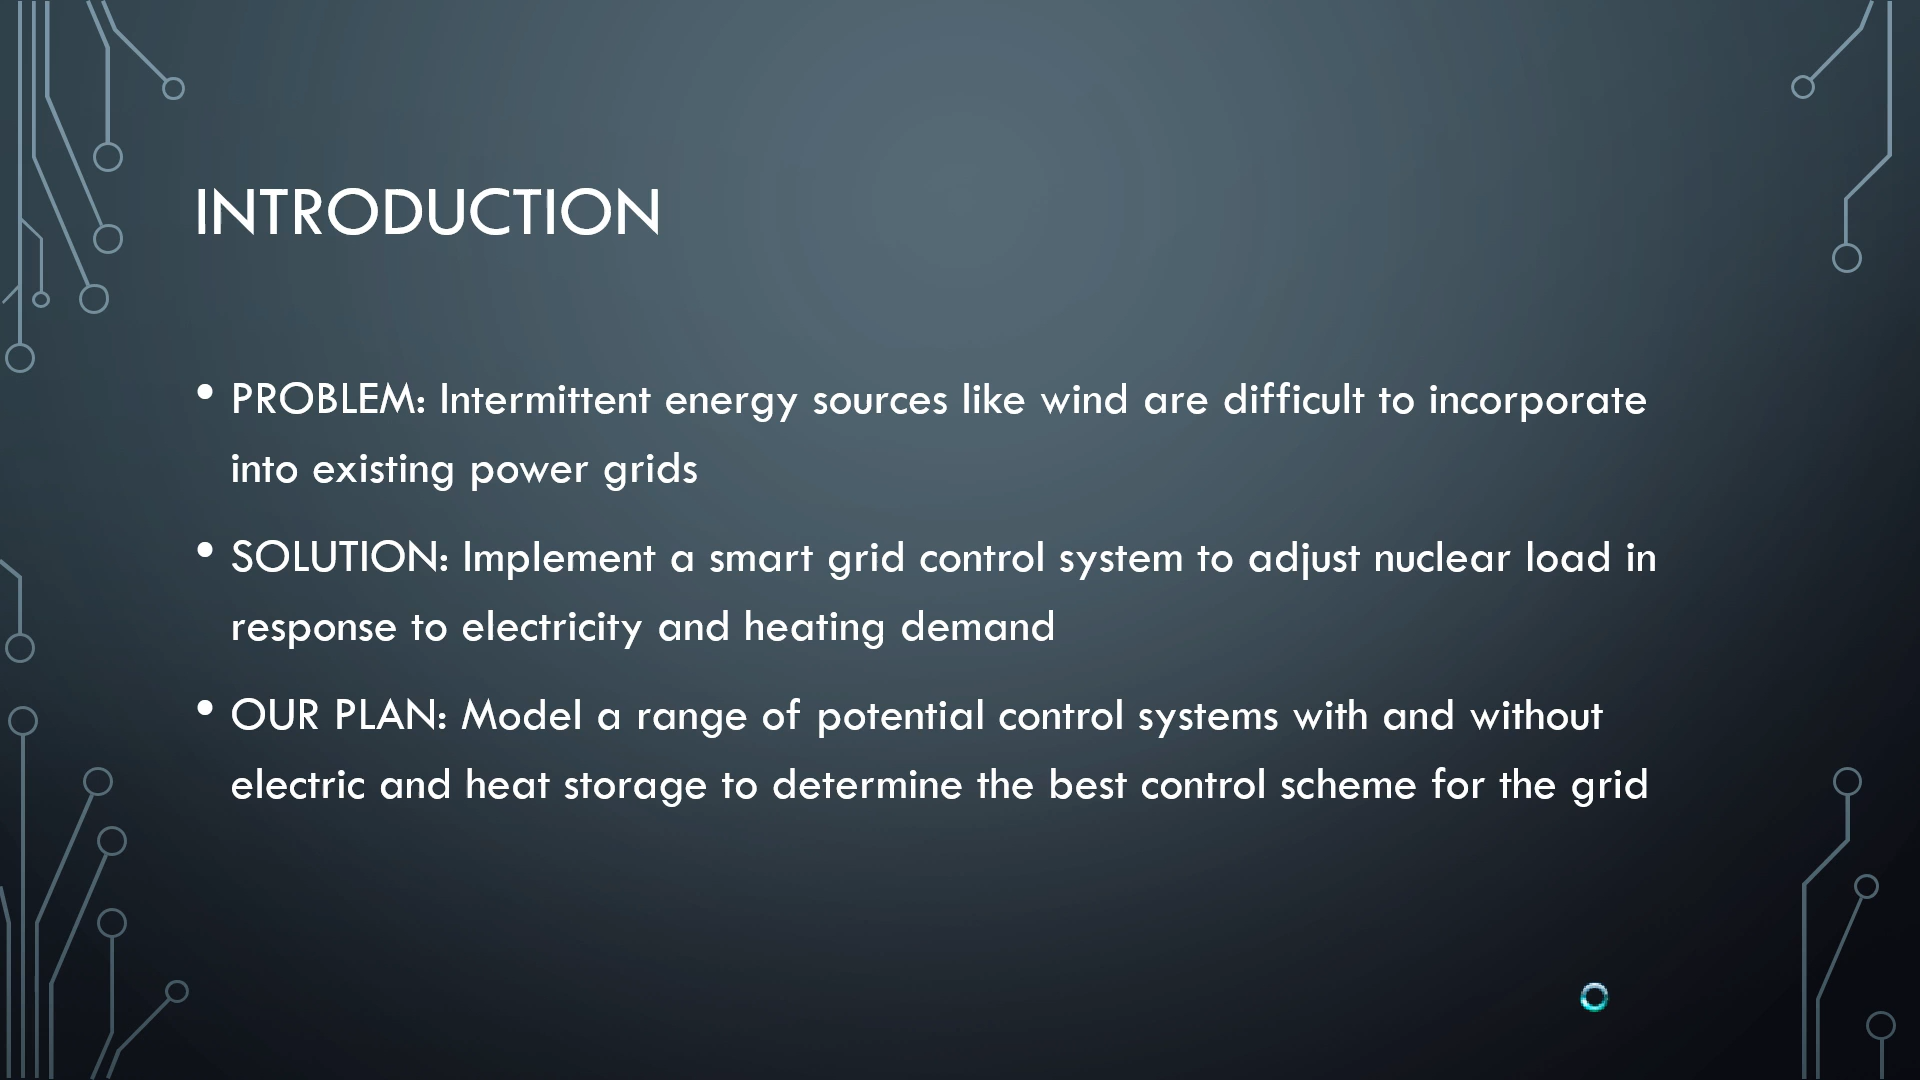 INTRODUCTION
• PROBLEM: Intermittent energy sources like wind are difficult to incorporate
into existing power grids
• SOLUTION: Implement a smart grid control system to adjust nuclear load in
response to electricity and heating demand
• OUR PLAN: Model a range of potential control systems with and without
electric and heat storage to determine the best control scheme for the grid